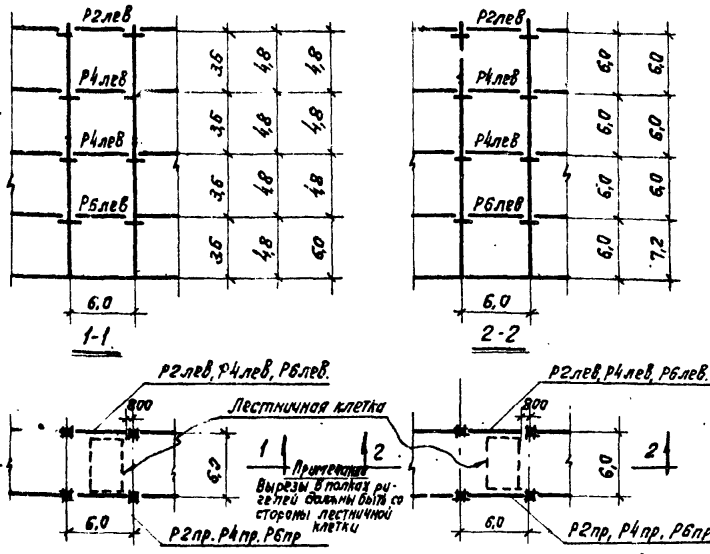 Р2лев
Р4лев
Р4лев
Р6лев
3,6 4,8 4,8
3,6 4,8 4,8
3,6 4,8 4,8
3,6 4,8 6,0
6,0
1-1
Р2лев
Р4лев
Р4лев
Р6лев
6,0 6,0
6,0 6,0
6,0 6,0
6,0 7,2
6,0
2-2
Р2лев, Р4лев, Р6лев.
800
6,0
6,0
Р2пр. Р4пр. Р6пр
Лестничная клетка
1 2
Примечание
Вырезы в полках ри-
гелей должны быть со
стороны лестничной
клетки
Р2лев, Р4лев, Р6лев.
800
6,0
2
6,0
Р2пр, Р4пр, Р6пр